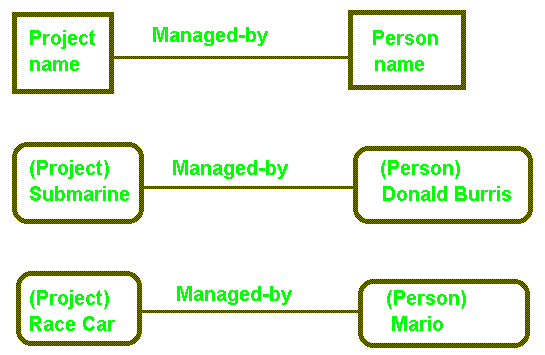 Project name
Managed-by
Person name
(Project) Submarine
Managed-by
(Person) Donald Burris
(Project) Race Car
Managed-by
(Person) Mario